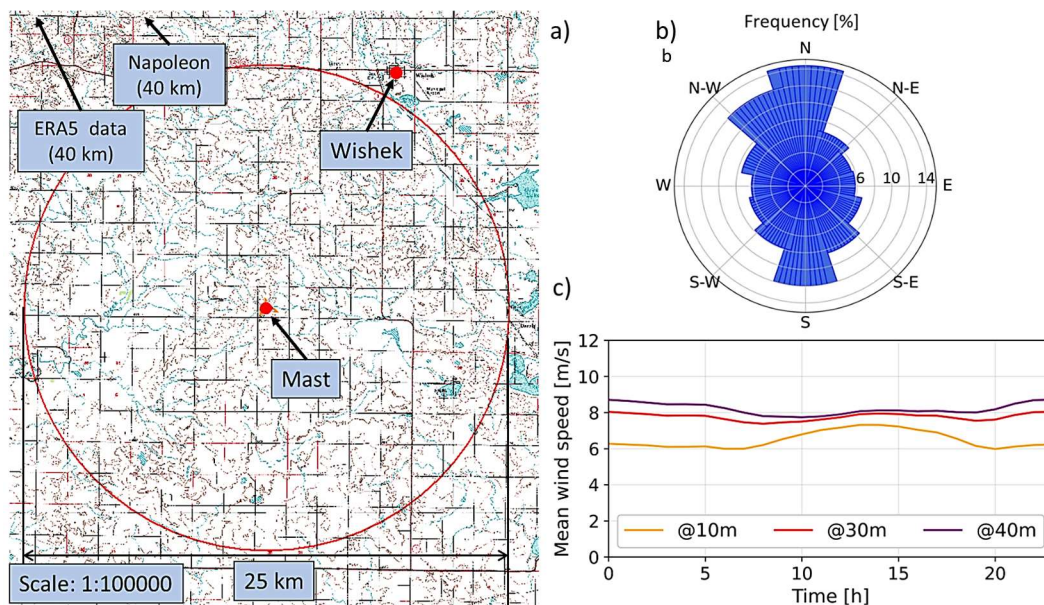 a)
Napoleon
(40 km)
ERA5 data
(40 km)
Wishek
Mast
Scale: 1:100000
25 km
b)
Frequency [%]
b
N
N-W
N-E
W
6
10
14
E
S-W
S-E
S
c)
Mean wind speed [m/s]
12
10
8
6
4
2
0
@10m
@30m
@40m
0
5
10
15
20
Time [h]